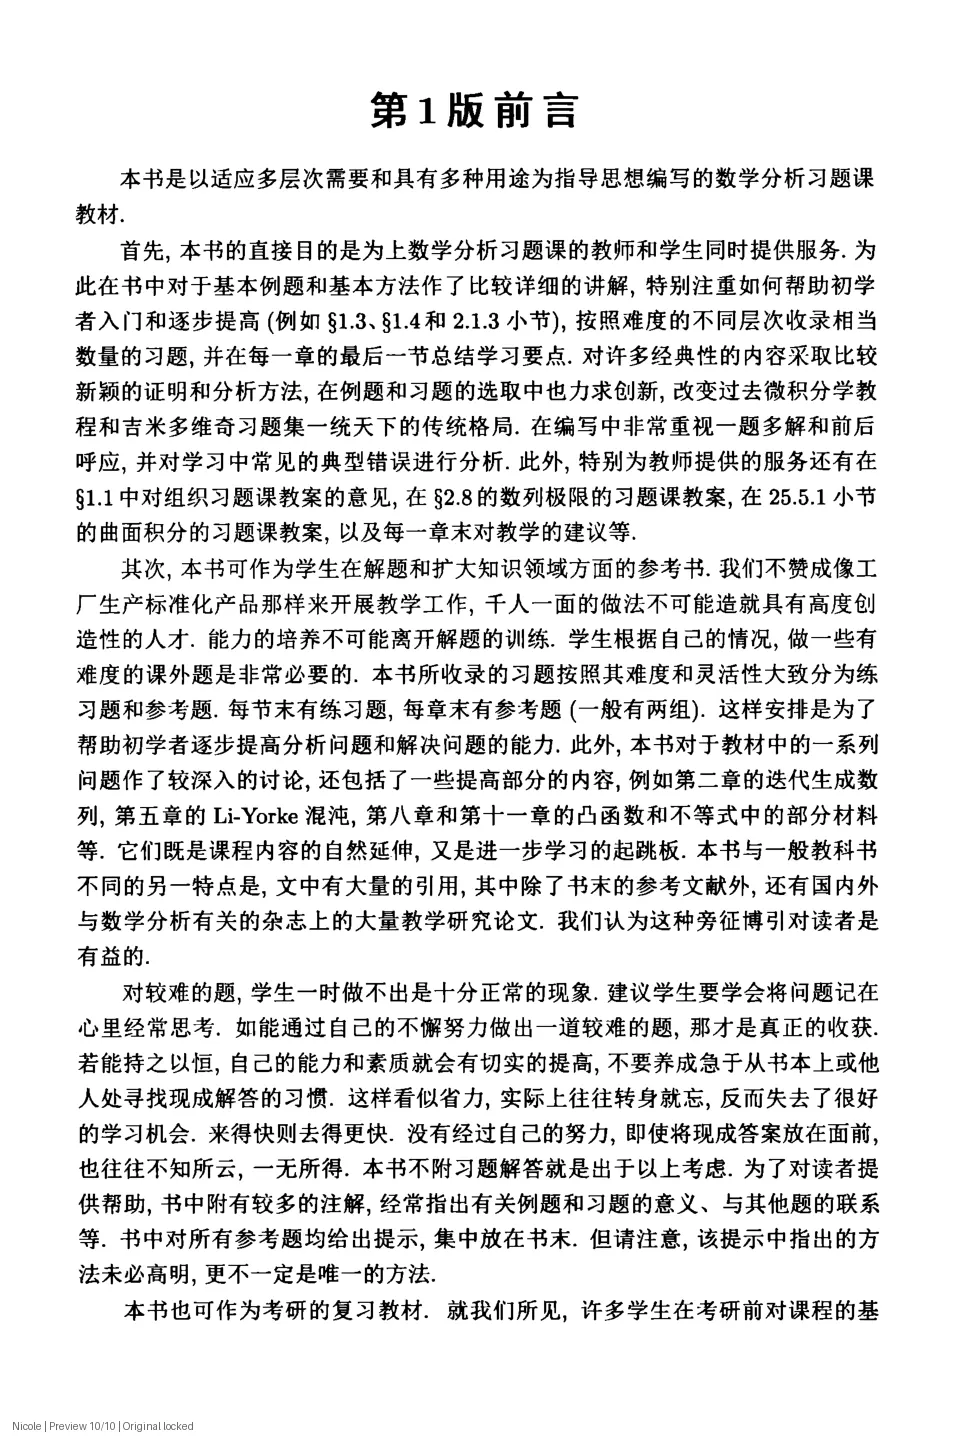 第1版前言
本书是以适应多层次需要和具有多种用途为指导思想编写的数学分析习题课
教材.
首先, 本书的直接目的是为上数学分析习题课的教师和学生同时提供服务. 为
此在书中对于基本例题和基本方法作了比较详细的讲解, 特别注重如何帮助初学
者入门和逐步提高 (例如 §1.3、§1.4 和 2.1.3 小节), 按照难度的不同层次收录相当
数量的习题, 并在每一章的最后一节总结学习要点. 对许多经典性的内容采取比较
新颖的证明和分析方法, 在例题和习题的选取中也力求创新, 改变过去微积分学教
程和吉米多维奇习题集一统天下的传统格局. 在编写中非常重视一题多解和前后
呼应, 并对学习中常见的典型错误进行分析. 此外, 特别为教师提供的服务还有在
§1.1 中对组织习题课教案的意见, 在 §2.8 的数列极限的习题课教案, 在 25.5.1 小节
的曲面积分的习题课教案, 以及每一章末对教学的建议等.
其次, 本书可作为学生在解题和扩大知识领域方面的参考书. 我们不赞成像工
厂生产标准化产品那样来开展教学工作, 千人一面的做法不可能造就具有高度创
造性的人才. 能力的培养不可能离开解题的训练. 学生根据自己的情况, 做一些有
难度的课外题是非常必要的. 本书所收录的习题按照其难度和灵活性大致分为练
习题和参考题. 每节末有练习题, 每章末有参考题 (一般有两组). 这样安排是为了
帮助初学者逐步提高分析问题和解决问题的能力. 此外, 本书对于教材中的一系列
问题作了较深入的讨论, 还包括了一些提高部分的内容, 例如第二章的迭代生成数
列, 第五章的 Li-Yorke 混沌, 第八章和第十一章的凸函数和不等式中的部分材料
等. 它们既是课程内容的自然延伸, 又是进一步学习的起跳板. 本书与一般教科书
不同的另一特点是, 文中有大量的引用, 其中除了书末的参考文献外, 还有国内外
与数学分析有关的杂志上的大量教学研究论文. 我们认为这种旁征博引对读者是
有益的.
对较难的题, 学生一时做不出是十分正常的现象. 建议学生要学会将问题记在
心里经常思考. 如能通过自己的不懈努力做出一道较难的题, 那才是真正的收获.
若能持之以恒, 自己的能力和素质就会有切实的提高, 不要养成急于从书本上或他
人处寻找现成解答的习惯. 这样看似省力, 实际上往往转身就忘, 反而失去了很好
的学习机会. 来得快则去得更快. 没有经过自己的努力, 即使将现成答案放在面前,
也往往不知所云, 一无所得. 本书不附习题解答就是出于以上考虑. 为了对读者提
供帮助, 书中附有较多的注解, 经常指出有关例题和习题的意义、与其他题的联系
等. 书中对所有参考题均给出提示, 集中放在书末. 但请注意, 该提示中指出的方
法未必高明, 更不一定是唯一的方法.
本书也可作为考研的复习教材. 就我们所见, 许多学生在考研前对课程的基
Nicole | Preview 10/10 | Original locked